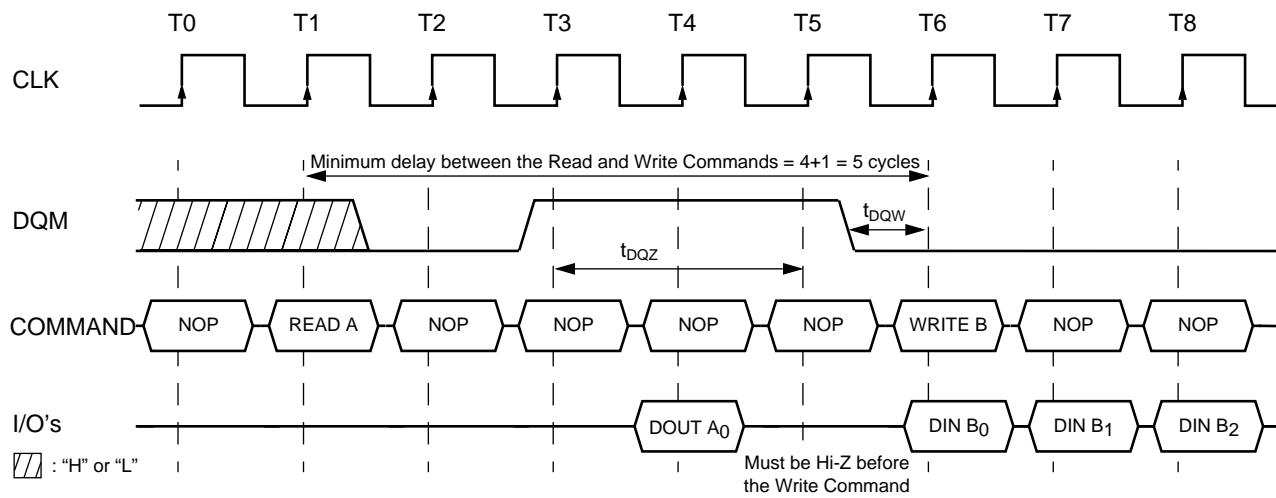 T0 T1 T2 T3 T4 T5 T6 T7 T8
CLK
Minimum delay between the Read and Write Commands = 4+1 = 5 cycles
DQM
tDQW
tDQZ
COMMAND NOP READ A NOP NOP NOP NOP WRITE B NOP NOP
I/O's DOUT A0 DIN B0 DIN B1 DIN B2
: “H” or “L”
Must be Hi-Z before
the Write Command